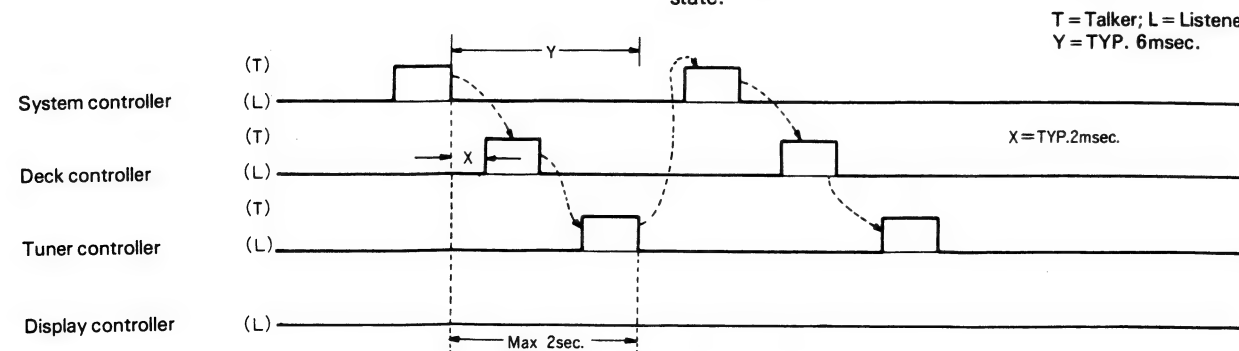 state.
T = Talker; L = Listene
Y = TYP. 6msec.
Y
(T)
System controller (L)
(T)
X = TYP.2msec.
X
Deck controller (L)
(T)
Tuner controller (L)
Display controller (L)
Max 2sec.